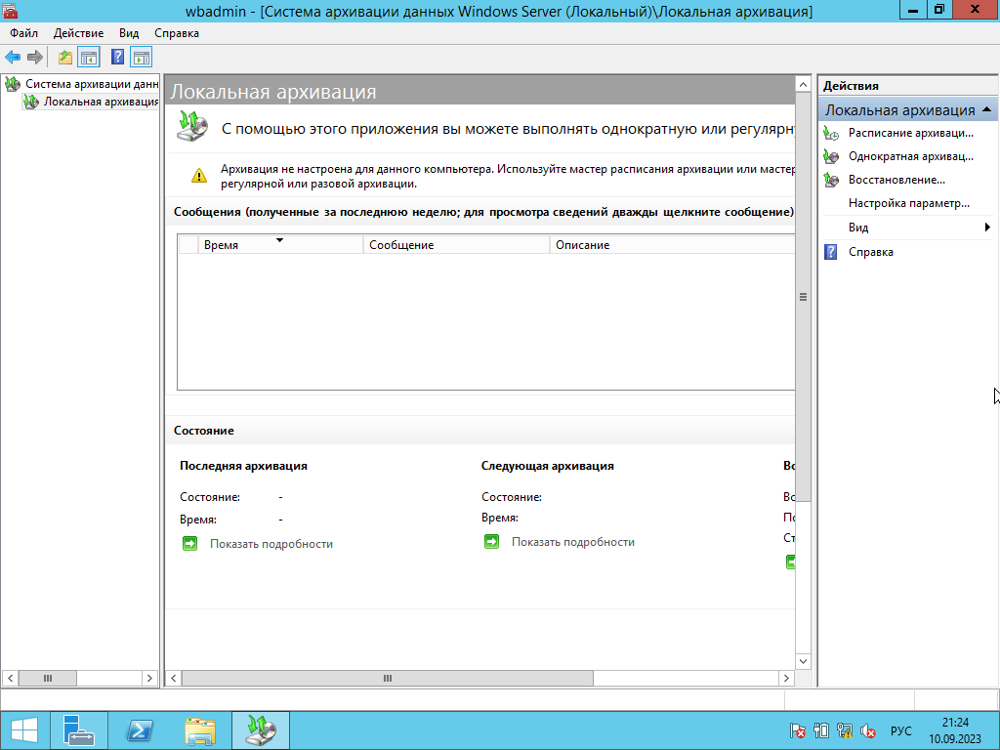 wbadmin - [Система архивации данных Windows Server (Локальный)\Локальная архивация]
Файл Действие Вид Справка
Система архивации данн
Локальная архивация
Локальная архивация
С помощью этого приложения вы можете выполнять однократную или регулярн
Архивация не настроена для данного компьютера. Используйте мастер расписания архивации или мастер
регулярной или разовой архивации.
Сообщения (полученные за последнюю неделю; для просмотра сведений дважды щелкните сообщение)
Время Сообщение Описание
Состояние
Последняя архивация
Состояние: -
Время: -
Показать подробности
Следующая архивация
Состояние:
Время:
Показать подробности
Вс
Вс
По
Ст
Действия
Локальная архивация
Расписание архиваци...
Однократная архивац...
Восстановление...
Настройка параметр...
Вид
Справка
РУС
21:24
10.09.2023